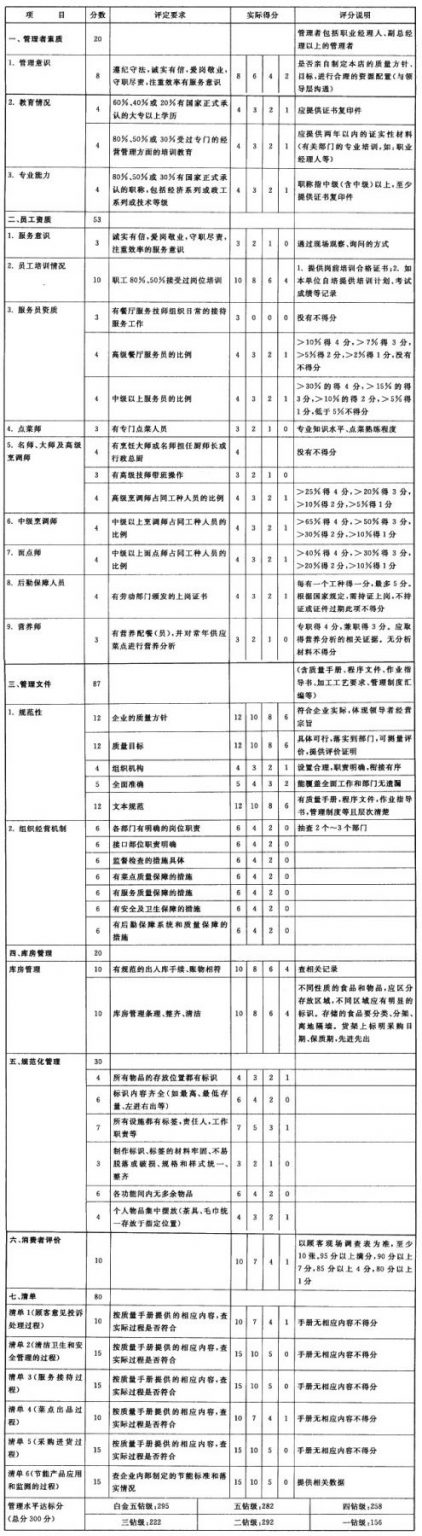 项 目 分数 评定要求 实际得分 评分说明
一、管理者素质 20 管理者包括职业经理人、副总经理以上的管理者
1. 管理意识 8 遵纪守法,诚实有信,爱岗敬业,守职尽责,注重效率有服务意识 8 6 4 2 是否亲自制定本店的质量方针、目标,进行合理的资源配置(与领导层沟通)
2. 教育情况 4 60%、40%或 20%有国家正式承认的大专以上学历 4 3 2 1 应提供证书复印件
4 80%、50%或 30%受过专门的经营管理方面的培训教育 4 3 2 1 应提供两年以内的证实性材料(有关部门的专业培训,如:职业经理人等)
3. 专业能力 4 80%、50%或 30%有国家正式承认的职称,包括经济系列或政工系列或技术等级 4 3 2 1 职称指中级(含中级)以上,至少提供证书复印件
二、员工资质 53
1. 服务意识 3 诚实有信,爱岗敬业,守职尽责,注重效率的服务意识 3 2 1 0 通过现场观察、询问的方式
2. 员工培训情况 10 职工 80%、50%接受过岗位培训 10 8 6 4 1. 提供岗前培训合格证书;2. 如本单位自培提供培训计划、考试成绩等记录
3. 服务员资质 3 有餐厅服务技师组织日常的接待服务工作 3 0 0 0 没有不得分
4 高级餐厅服务员的比例 4 3 2 1 >10%得 4 分,>7%得 3 分,>5%得 2 分,>2%得 1 分,没有不得分
4 中级以上服务员的比例 4 3 2 1 >30%的得 4 分,>15%的得 3 分,>10%的得 2 分,>5%得 1 分,低于 5%不得分
4. 点菜师 3 有专门点菜人员 3 2 1 0 专业知识水平、点菜熟练程度
5. 名师、大师及高级烹调师 4 有烹饪大师或名师担任厨师长或行政总厨 4 没有不得分
3 有高级技师带班操作 3 2 1 0
4 高级烹调师占同工种人员的比例 4 3 2 1 >25%得 4 分,>20%得 3 分,>10%得 2 分,>5%得 1 分
6. 中级烹调师 4 中级以上烹调师占同工种人员的比例 4 3 2 1 >65%得 4 分,>50%得 3 分,>30%得 2 分,>10%得 1 分
7. 面点师 4 中级以上面点师占同工种人员的比例 4 3 2 1 >40%得 4 分,>30%得 3 分,>20%得 2 分,>10%得 1 分
8. 后勤保障人员 4 有劳动部门颁发的上岗证书 4 3 2 1 每有一个工种得一分,最多 5 分。根据国家规定,需持证上岗,不持证或证件过期此项不得分
9. 营养师 3 有营养配餐(员),并对常年供应菜点进行营养分析 3 2 1 0 专职得 4 分,兼职得 3 分。应取得营养分析的相关证据。无分析材料不得分
三、管理文件 87 (含质量手册、程序文件、作业指导书、加工工艺要求、管理制度汇编等)
1. 规范性 12 企业的质量方针 12 10 8 6 符合企业实际,体现领导者经营宗旨
12 质量目标 12 10 8 6 具体可行,落实到部门,可测量评价,提供评价证明
4 组织机构 4 3 2 1 设置合理,职责明确,衔接有序
5 全面准确 5 4 3 2 能覆盖全面工作和部门无遗漏
12 文本规范 12 10 8 6 有质量手册,程序文件,作业指导书,管理制度等且层次清楚
2. 组织经营机制 6 各部门有明确的岗位职责 6 4 2 0 抽查 2 个～3 个部门
6 接口部位职责明确 6 4 2 0
6 监督检查的措施具体 6 4 2 0
6 有菜点质量保障的措施 6 4 2 0
6 有服务质量保障的措施 6 4 2 0
6 有安全及卫生保障的措施 6 4 2 0
6 有后勤保障系统和质量保障的措施 6 4 2 0
四、库房管理 20
库房管理 10 有规范的出入库手续、账物相符 10 8 6 4 查相关记录
10 库房管理条理、整齐、清洁 10 8 6 4 不同性质的食品和物品,应区分存放区域,不同区域应有明显的标识。存储的食品要分类、分架、离地隔墙。货架上标明采购日期、保质期,先进先出
五、规范化管理 30
4 所有物品的存放位置都有标识 4 3 2 1
6 标识内容齐全(如最高、最低存量、左进右出等) 6 4 2 0
7 所有设施都有标签,责任人,工作职责等 7 5 3 1
3 制作标识、标签的材料牢固、不易脱落或破损、规格和样式统一、整齐 3 2 1 0
6 各功能间内无多余物品 6 4 2 0
4 个人物品集中摆放(茶具、毛巾统一存放于指定位置) 4 3 2 1
六、消费者评价 10 10 7 4 1 以顾客现场调查表为准,至少 10 张,95 分以上满分,90 分以上 7 分,85 分以上 4 分,80 分以上 1 分
七、清单 80
清单 1(顾客意见投诉处理过程) 10 按质量手册提供的相应内容,查实际过程是否符合 10 7 4 1 手册无相应内容不得分
清单 2(清洁卫生和安全管理的过程) 15 按质量手册提供的相应内容,查实际过程是否符合 15 10 5 0 手册无相应内容不得分
清单 3(服务接待过程) 15 按质量手册提供的相应内容,查实际过程是否符合 15 10 5 0 手册无相应内容不得分
清单 4(菜点出品过程) 10 按质量手册提供的相应内容,查实际过程是否符合 10 7 4 1 手册无相应内容不得分
清单 5(采购送货过程) 15 按质量手册提供的相应内容,查实际过程是否符合 15 10 5 0 手册无相应内容不得分
清单 6(节能产品应用和监测的过程) 15 查企业内部制定的节能标准和落实情况 15 10 5 0 提供相关数据
管理水平达标分(总分 300 分) 白金五钻级:295 五钻级:282 四钻级:258
三钻级:222 二钻级:292 一钻级:156